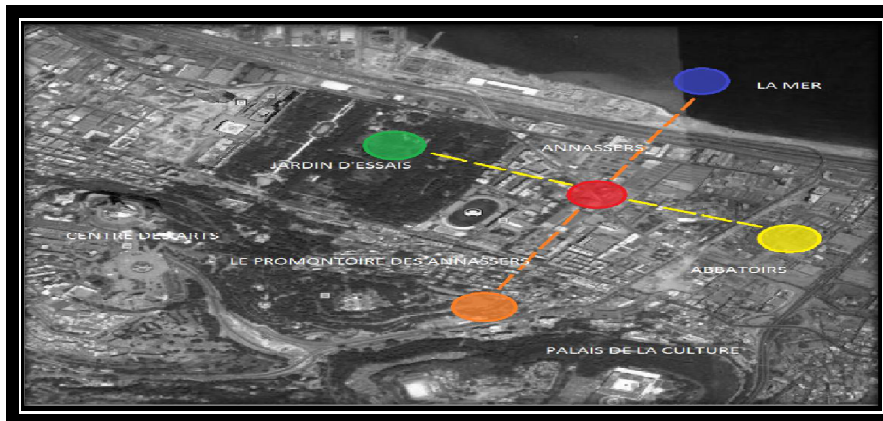 LA MER
ANNASSERS
JARDIN D'ESSAIS
CENTRE DES ARTS
LE PROMONTOIRE DES ANNASSERS
ABBATOIRS
PALAIS DE LA CULTURE